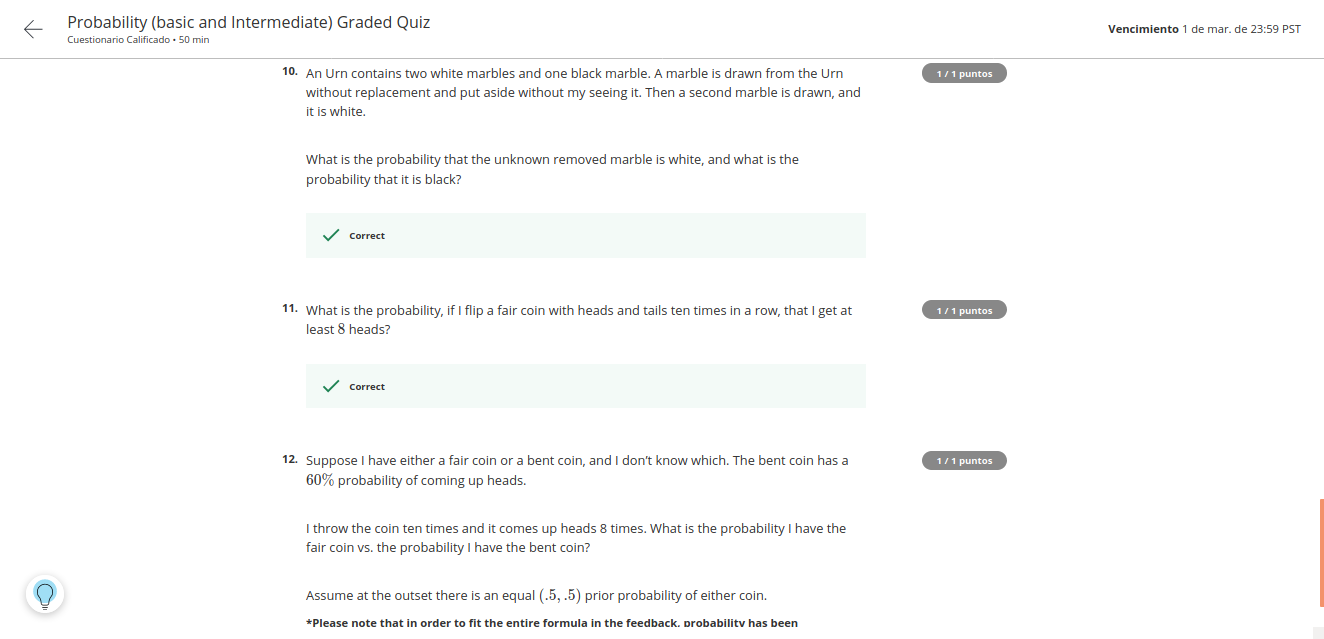 Probability (basic and Intermediate) Graded Quiz
Cuestionario Calificado • 50 min
Vencimiento 1 de mar. de 23:59 PST
10. An Urn contains two white marbles and one black marble. A marble is drawn from the Urn
without replacement and put aside without my seeing it. Then a second marble is drawn, and
it is white.
1 / 1 puntos
What is the probability that the unknown removed marble is white, and what is the
probability that it is black?
Correct
11. What is the probability, if I flip a fair coin with heads and tails ten times in a row, that I get at
least 8 heads?
1 / 1 puntos
Correct
12. Suppose I have either a fair coin or a bent coin, and I don't know which. The bent coin has a
60% probability of coming up heads.
1 / 1 puntos
I throw the coin ten times and it comes up heads 8 times. What is the probability I have the
fair coin vs. the probability I have the bent coin?
Assume at the outset there is an equal (.5, .5) prior probability of either coin.
*Please note that in order to fit the entire formula in the feedback, probability has been